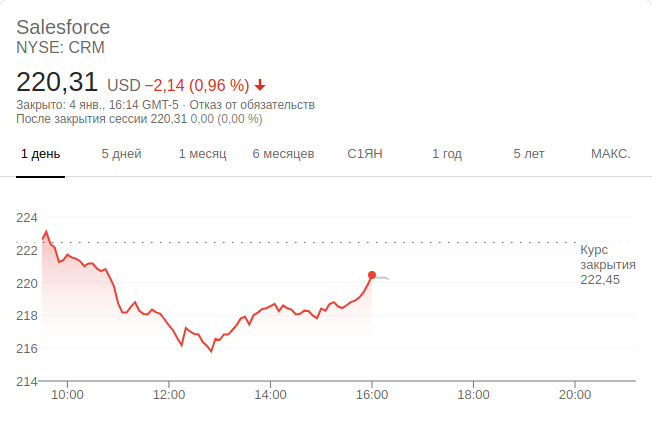 Salesforce
NYSE: CRM
220,31 USD −2,14 (0,96 %)
Закрыто: 4 янв., 16:14 GMT-5 · Отказ от обязательств
После закрытия сессии 220,31 0,00 (0,00 %)
1 день 5 дней 1 месяц 6 месяцев С1ЯН 1 год 5 лет МАКС.
224
222
220
218
216
214
Курс
закрытия
222,45
10:00 12:00 14:00 16:00 18:00 20:00